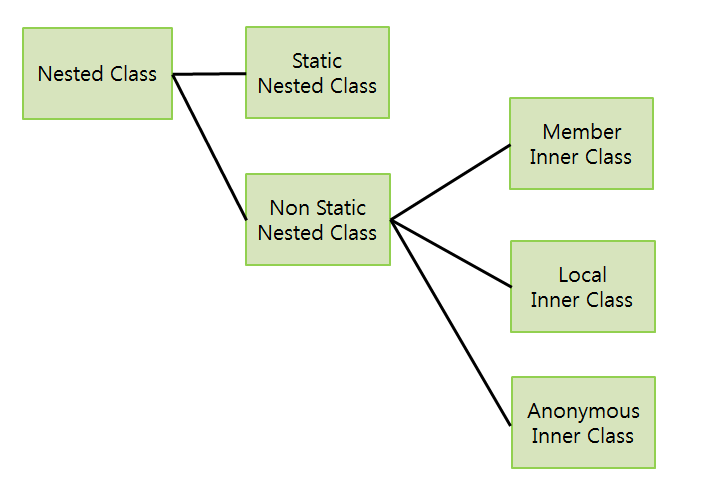 Nested Class
Static
Nested Class
Non Static
Nested Class
Member
Inner Class
Local
Inner Class
Anonymous
Inner Class